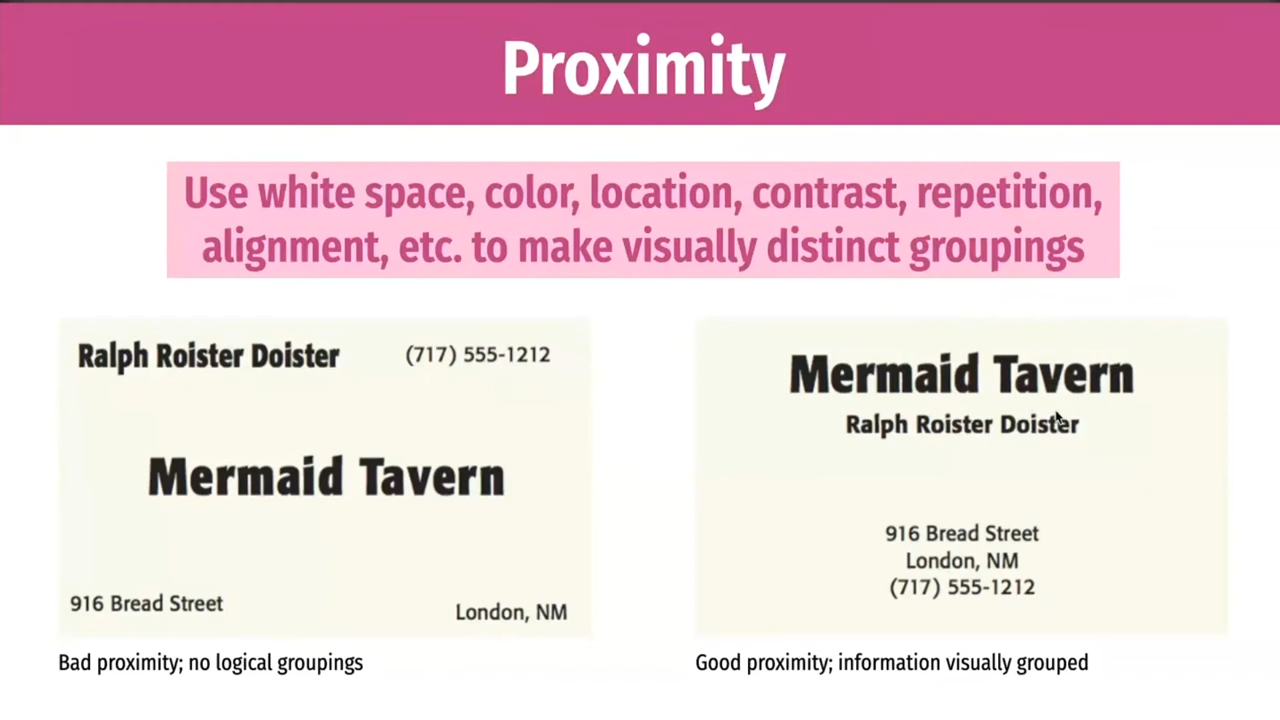 Proximity
Use white space, color, location, contrast, repetition,
alignment, etc. to make visually distinct groupings
Ralph Roister Doister
(717) 555-1212
Mermaid Tavern
916 Bread Street
London, NM
Bad proximity; no logical groupings
Mermaid Tavern
Ralph Roister Doister
916 Bread Street
London, NM
(717) 555-1212
Good proximity; information visually grouped